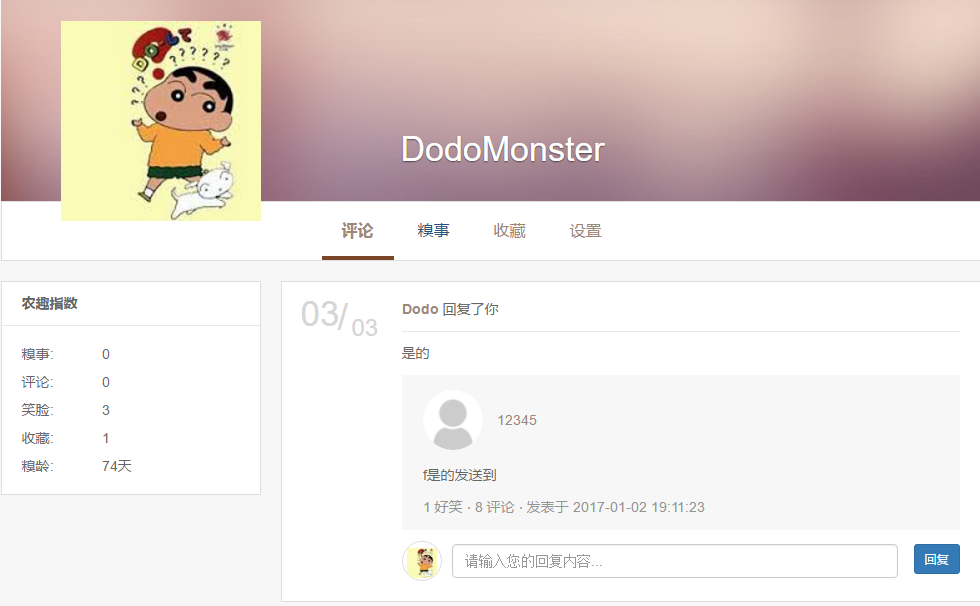 DodoMonster
评论 糗事 收藏 设置
农趣指数
糗事: 0
评论: 0
笑脸: 3
收藏: 1
糗龄: 74天
03/03
Dodo 回复了你
是的
12345
f是的发送到
1 好笑 · 8 评论 · 发表于 2017-01-02 19:11:23
请输入您的回复内容...
回复